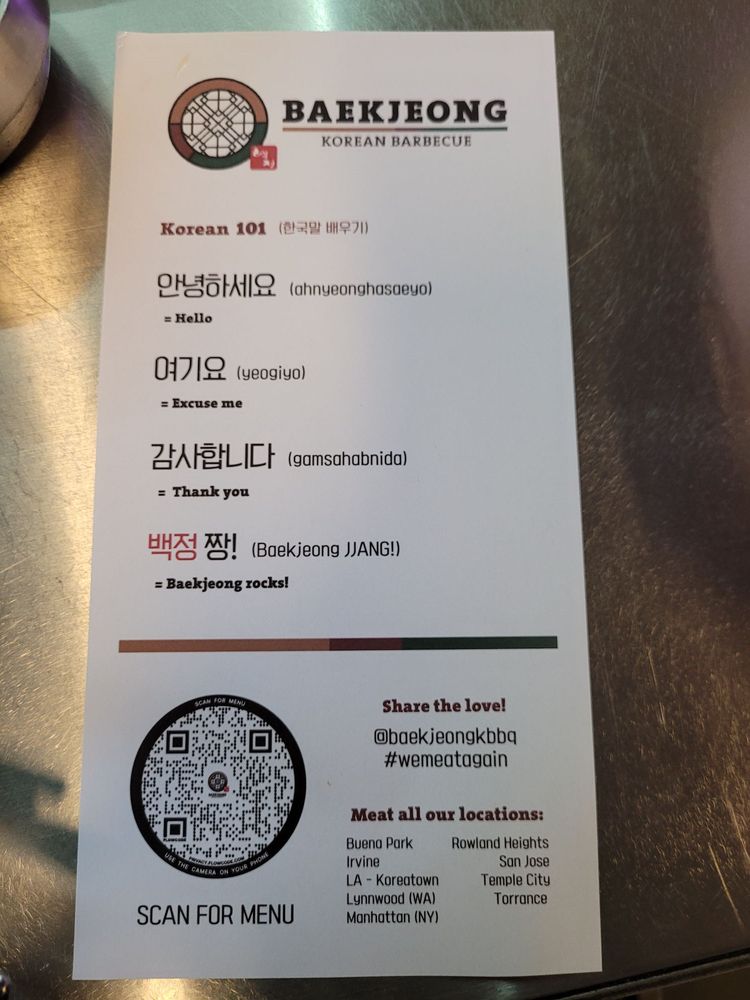 BAEKJEONG
KOREAN BARBECUE
Korean 101 (한국말 배우기)
안녕하세요 (ahnyeonghasaeyo)
= Hello
여기요 (yeogiyo)
= Excuse me
감사합니다 (gamsahabnida)
= Thank you
백정 짱! (Baekjeong JJANG!)
= Baekjeong rocks!
SCAN FOR MENU
FLOWCODE
PRIVACY.FLOWCODE.COM
USE THE CAMERA ON YOUR PHONE
SCAN FOR MENU
Share the love!
@baekjeongkbbq
#wemeatagain
Meat all our locations:
Buena Park Rowland Heights
Irvine San Jose
LA - Koreatown Temple City
Lynnwood (WA) Torrance
Manhattan (NY)